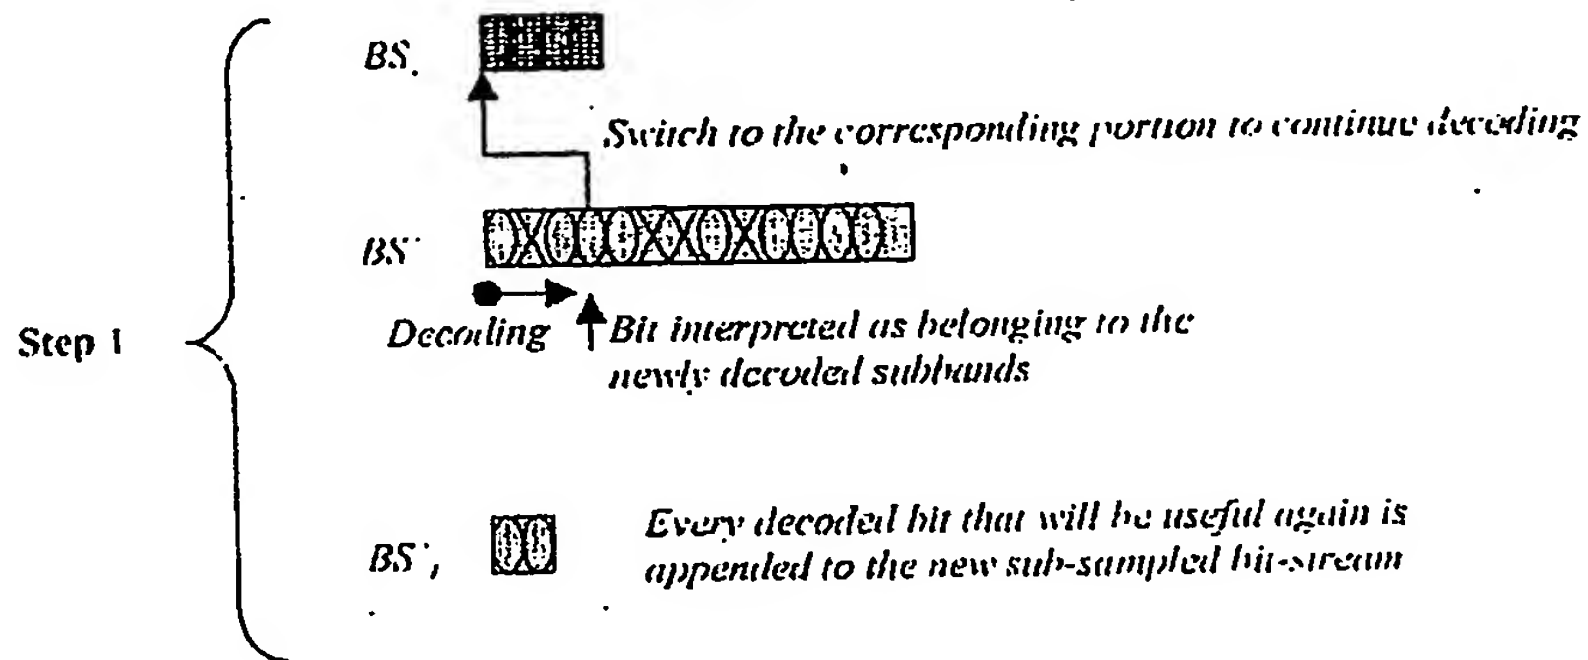 BS.
Switch to the corresponding portion to continue decoding
BS'
Decoding
Bit interpreted as belonging to the
newly decoded subbands
Step 1
BS',
Every decoded bit that will be useful again is
appended to the new sub-sampled bit-stream